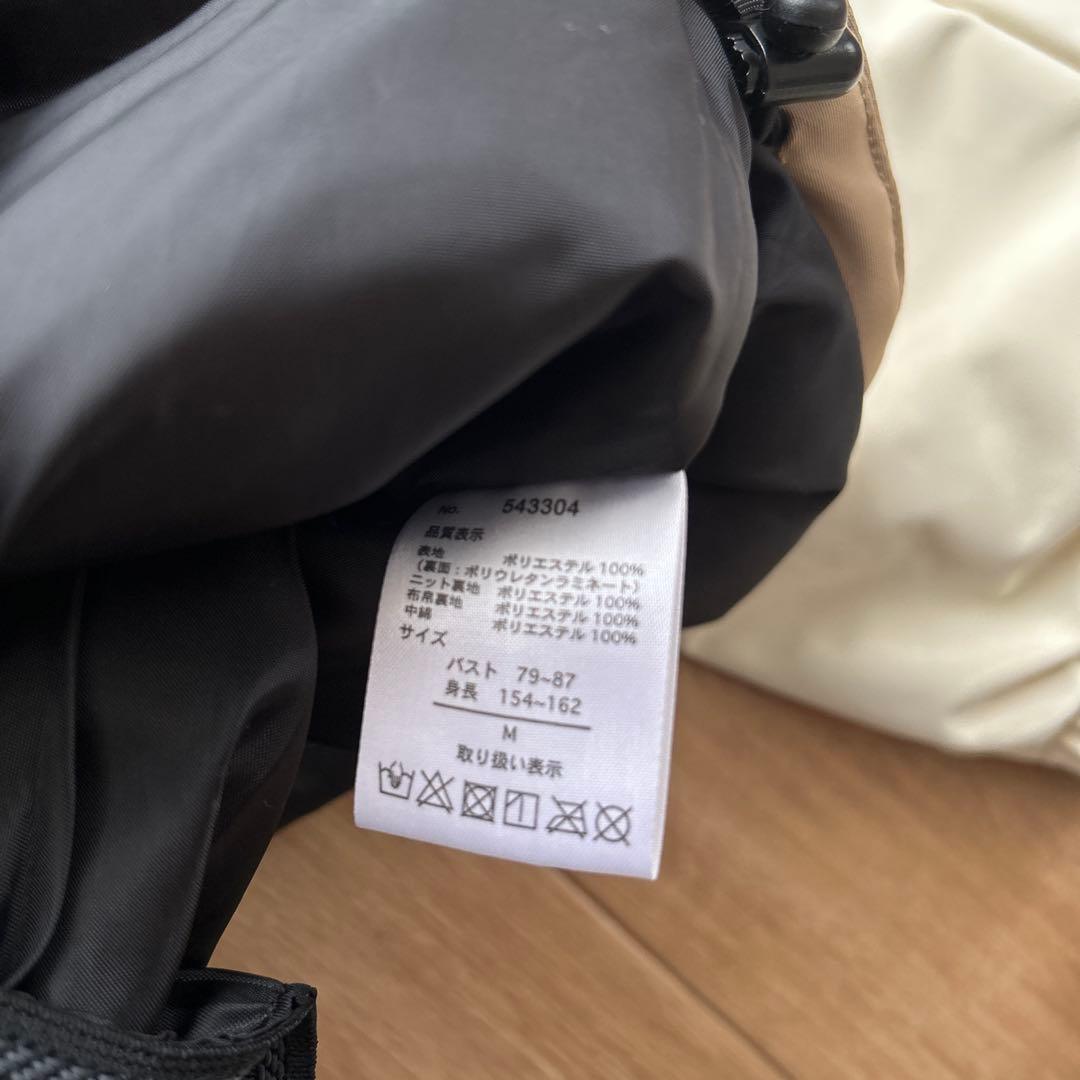 No. 543304
品質表示
表地 ポリエステル 100%
(裏面:ポリウレタンラミネート)
ニット裏地 ポリエステル 100%
布帛裏地 ポリエステル 100%
中綿 ポリエステル 100%
サイズ
バスト 79~87
身長 154~162
M
取り扱い表示